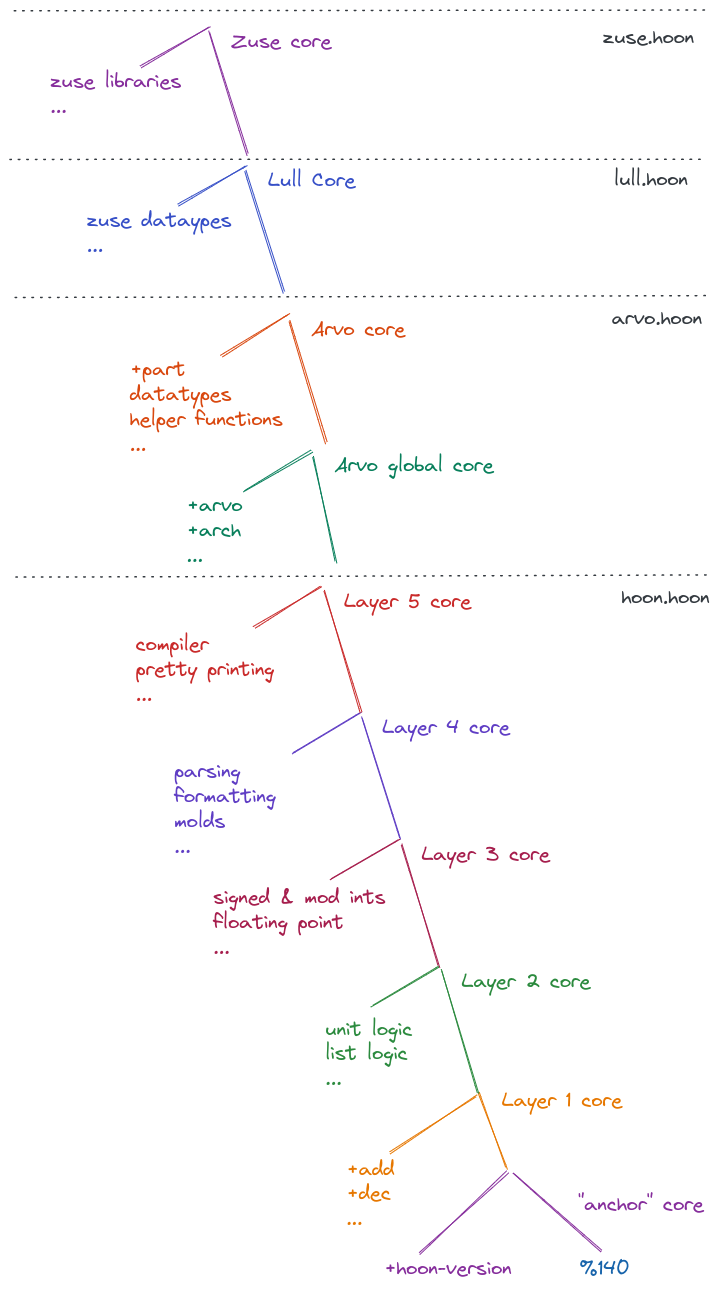 Zuse core
zuse.hoon
zuse libraries
...
Lull Core
lull.hoon
zuse dataypes
...
Arvo core
arvo.hoon
+part
datatypes
helper functions
...
Arvo global core
+arvo
+arch
...
Layer 5 core
hoon.hoon
compiler
pretty printing
...
Layer 4 core
parsing
formatting
molds
...
Layer 3 core
signed & mod ints
floating point
...
Layer 2 core
unit logic
list logic
...
Layer 1 core
+add
+dec
...
"anchor" core
+hoon-version
%140